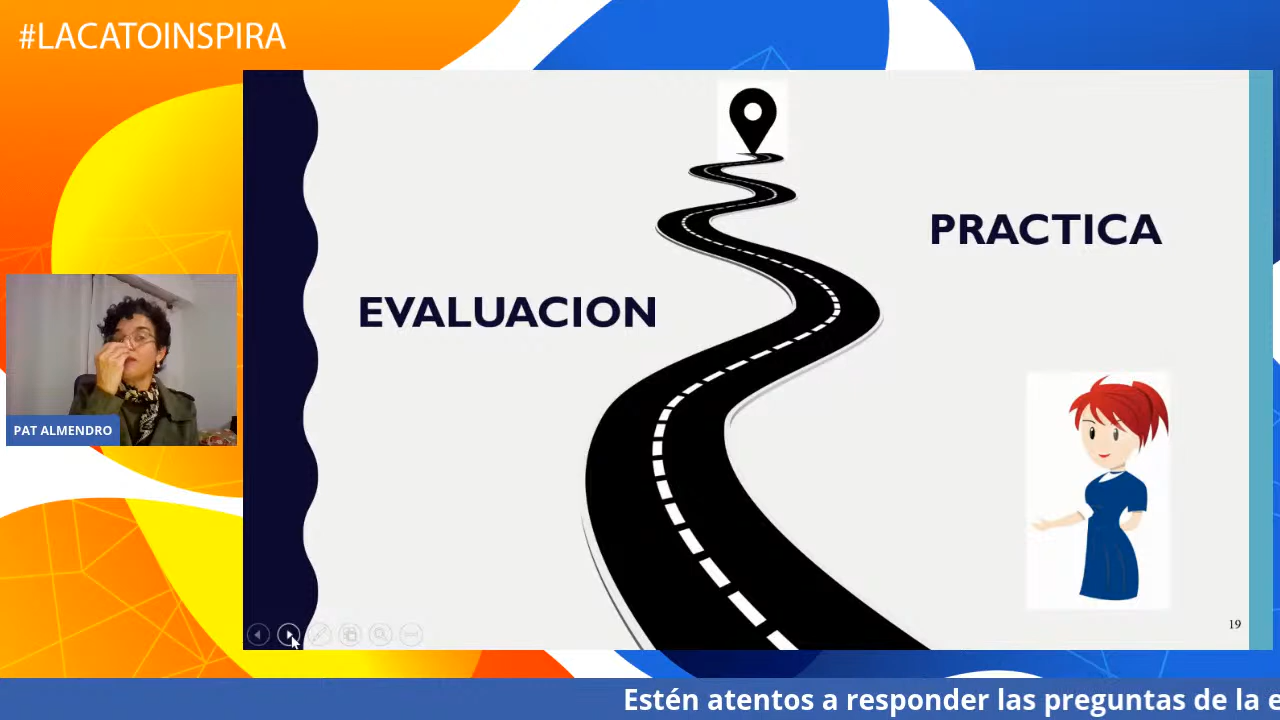 #LACATOINSPIRA
PRACTICA
EVALUACION
PAT ALMENDRO
19
Estén atentos a responder las preguntas de la